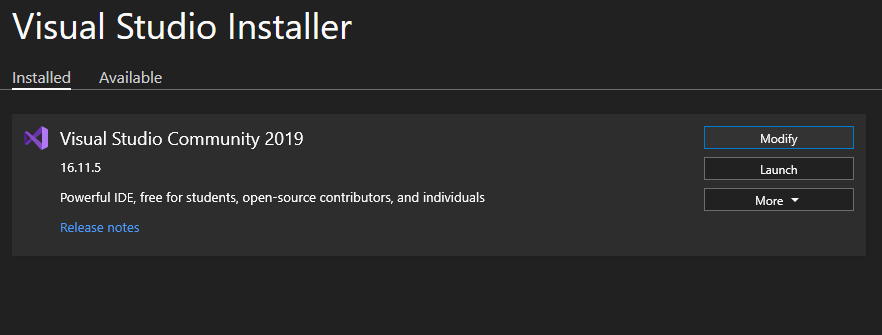 Visual Studio Installer
Installed Available
Visual Studio Community 2019
Modify
16.11.5
Launch
Powerful IDE, free for students, open-source contributors, and individuals
More
Release notes